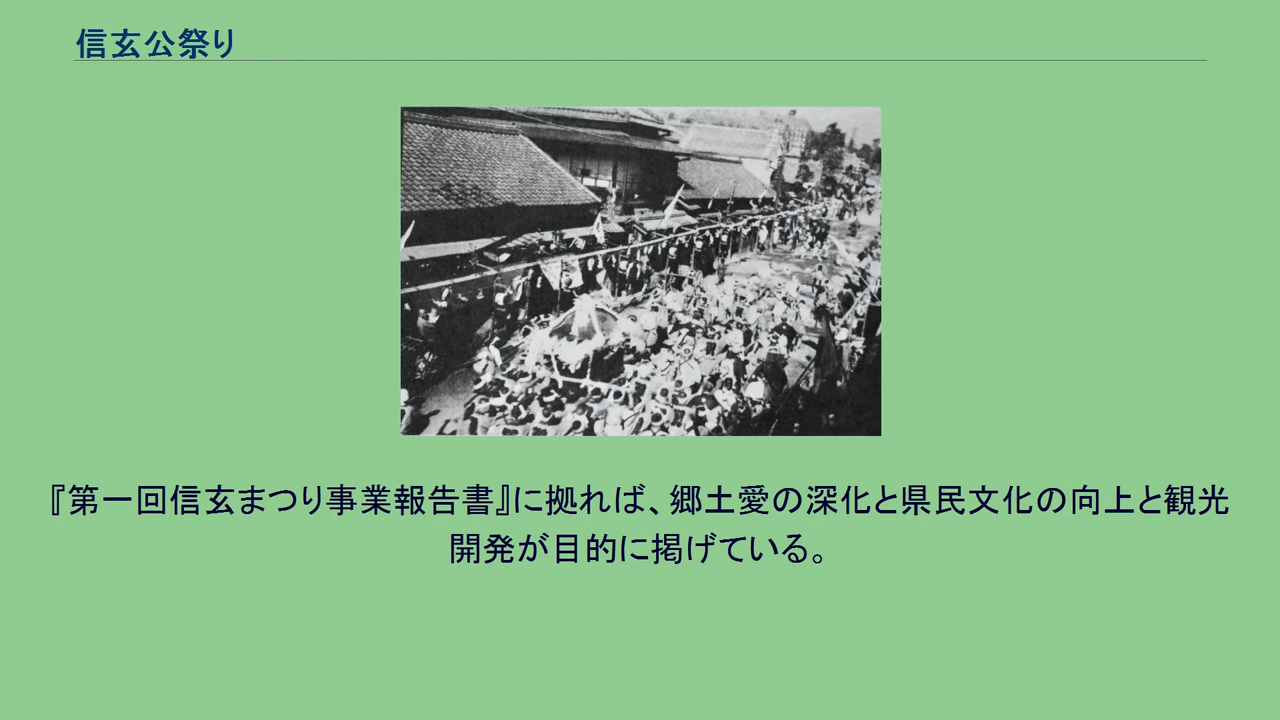 信玄公祭り
『第一回信玄まつり事業報告書』に拠れば、郷土愛の深化と県民文化の向上と観光
開発が目的に掲げている。